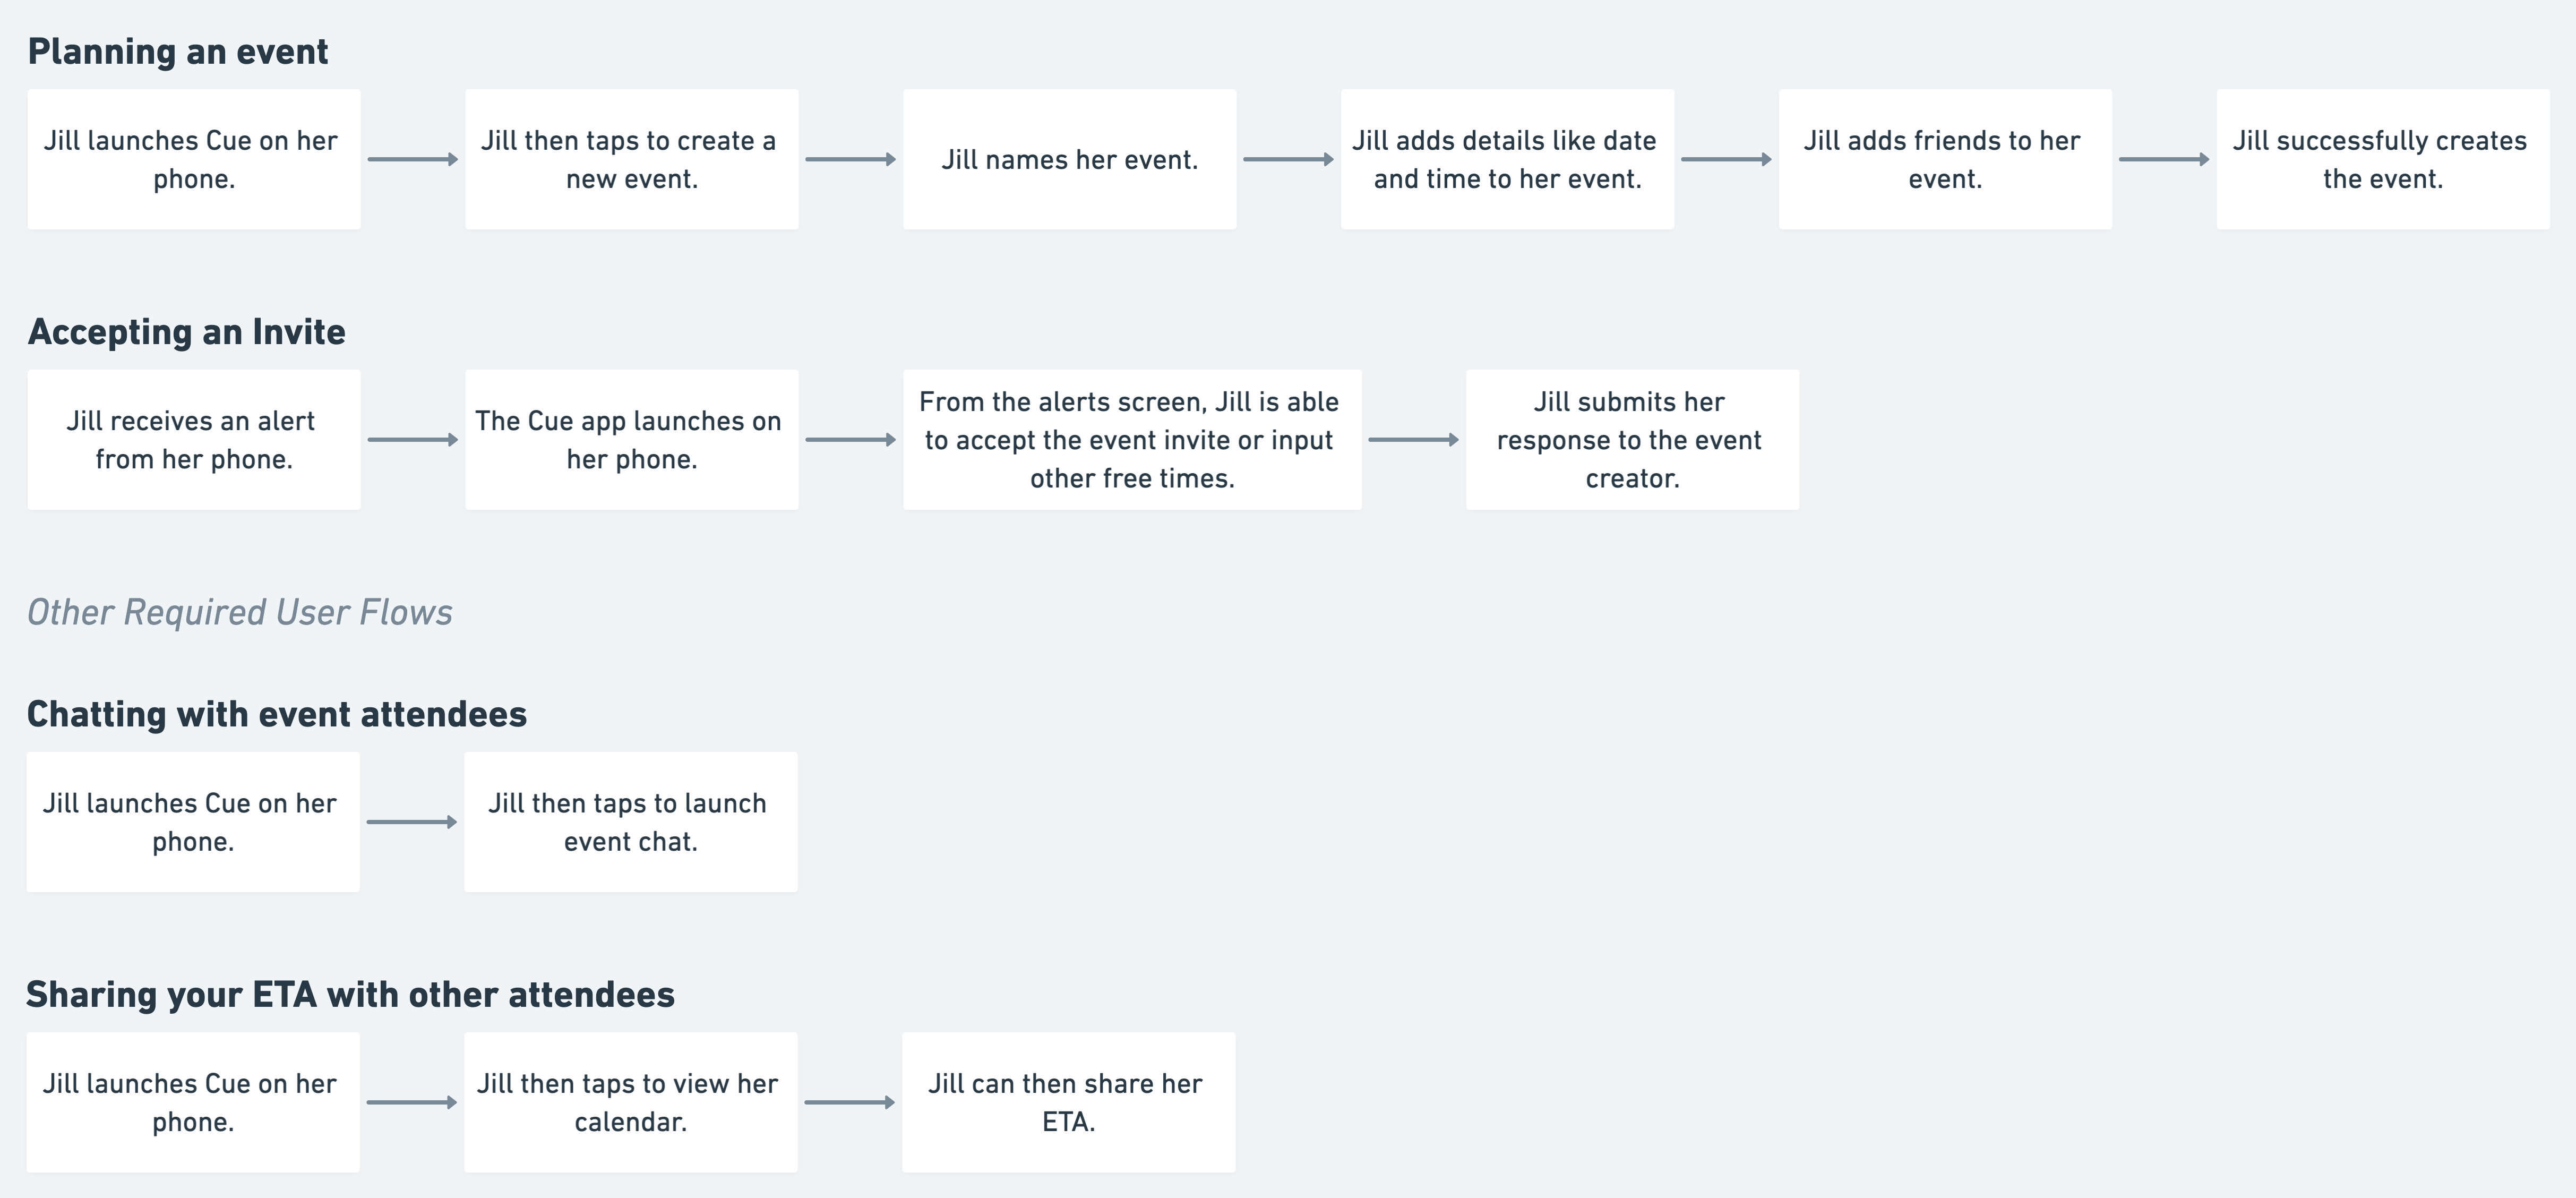 Planning an event
Jill launches Cue on her
phone.
Jill then taps to create a
new event.
Jill names her event.
Jill adds details like date
and time to her event.
Jill adds friends to her
event.
Jill successfully creates
the event.
Accepting an Invite
Jill receives an alert
from her phone.
The Cue app launches on
her phone.
From the alerts screen, Jill is able
to accept the event invite or input
other free times.
Jill submits her
response to the event
creator.
Other Required User Flows
Chatting with event attendees
Jill launches Cue on her
phone.
Jill then taps to launch
event chat.
Sharing your ETA with other attendees
Jill launches Cue on her
phone.
Jill then taps to view her
calendar.
Jill can then share her
ETA.